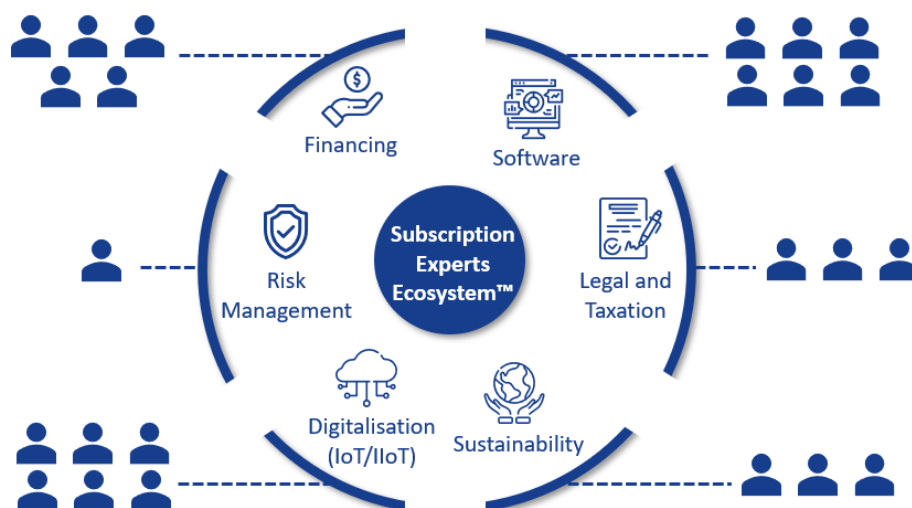 Financing
Software
Subscription
Experts
Ecosystem™
Risk
Management
Legal and
Taxation
Digitalisation
(IoT/IIoT)
Sustainability